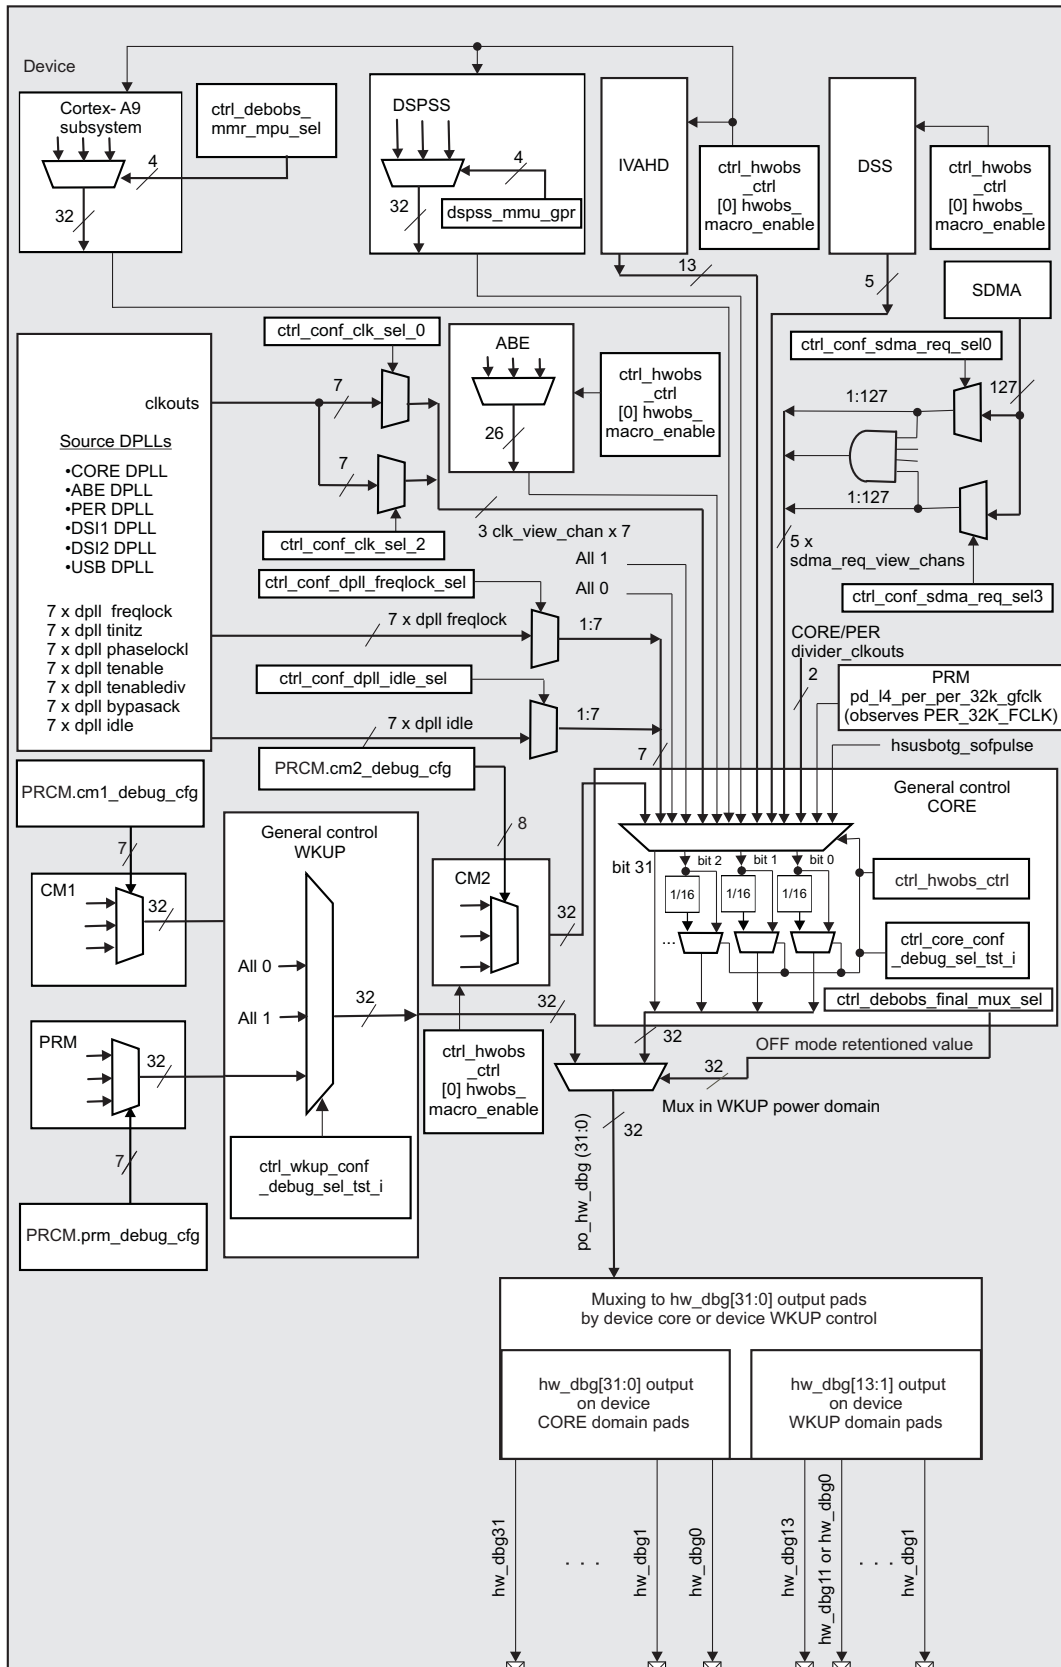 Device
Cortex- A9
subsystem
4
32
ctrl_debobs_
mmr_mpu_sel
DSPSS
4
32
dspss_mmu_gpr
IVAHD
13
ctrl_hwobs
_ctrl
[0] hwobs_
macro_enable
DSS
5
ctrl_hwobs
_ctrl
[0] hwobs_
macro_enable
SDMA
ctrl_conf_clk_sel_0
clkouts
7
7
ctrl_conf_clk_sel_2
ABE
26
ctrl_hwobs
_ctrl
[0] hwobs_
macro_enable
ctrl_conf_sdma_req_sel0
127
1:127
1:127
5 x
sdma_req_view_chans
ctrl_conf_sdma_req_sel3
Source DPLLs
•CORE DPLL
•ABE DPLL
•PER DPLL
•DSI1 DPLL
•DSI2 DPLL
•USB DPLL
7 x dpll freqlock
7 x dpll tinitz
7 x dpll phaselockl
7 x dpll tenable
7 x dpll tenablediv
7 x dpll bypasack
7 x dpll idle
3 clk_view_chan x 7
All 1
All 0
ctrl_conf_dpll_freqlock_sel
7 x dpll freqlock
1:7
ctrl_conf_dpll_idle_sel
7 x dpll idle
1:7
7
CORE/PER
divider_clkouts
2
PRM
pd_l4_per_per_32k_gfclk
(observes PER_32K_FCLK)
hsusbotg_sofpulse
PRCM.cm2_debug_cfg
8
PRCM.cm1_debug_cfg
7
CM1
32
General control
WKUP
All 0
All 1
32
CM2
32
General control
CORE
bit 31
bit 2
bit 1
bit 0
1/16
1/16
1/16
...
ctrl_hwobs_ctrl
ctrl_core_conf
_debug_sel_tst_i
ctrl_debobs_final_mux_sel
PRM
32
7
PRCM.prm_debug_cfg
ctrl_wkup_conf
_debug_sel_tst_i
ctrl_hwobs
_ctrl
[0] hwobs_
macro_enable
32
32
OFF mode retentioned value
32
Mux in WKUP power domain
32
po_hw_dbg (31:0)
Muxing to hw_dbg[31:0] output pads
by device core or device WKUP control
hw_dbg[31:0] output
on device
CORE domain pads
hw_dbg[13:1] output
on device
WKUP domain pads
hw_dbg31
. . .
hw_dbg1
hw_dbg0
hw_dbg13
hw_dbg11 or hw_dbg0
. . .
hw_dbg1